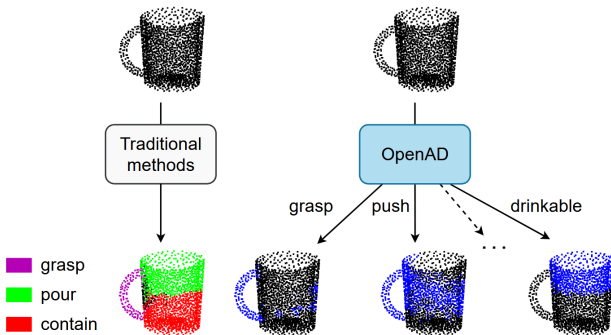 Traditional
methods
OpenAD
grasp
push
drinkable
...
grasp
pour
contain